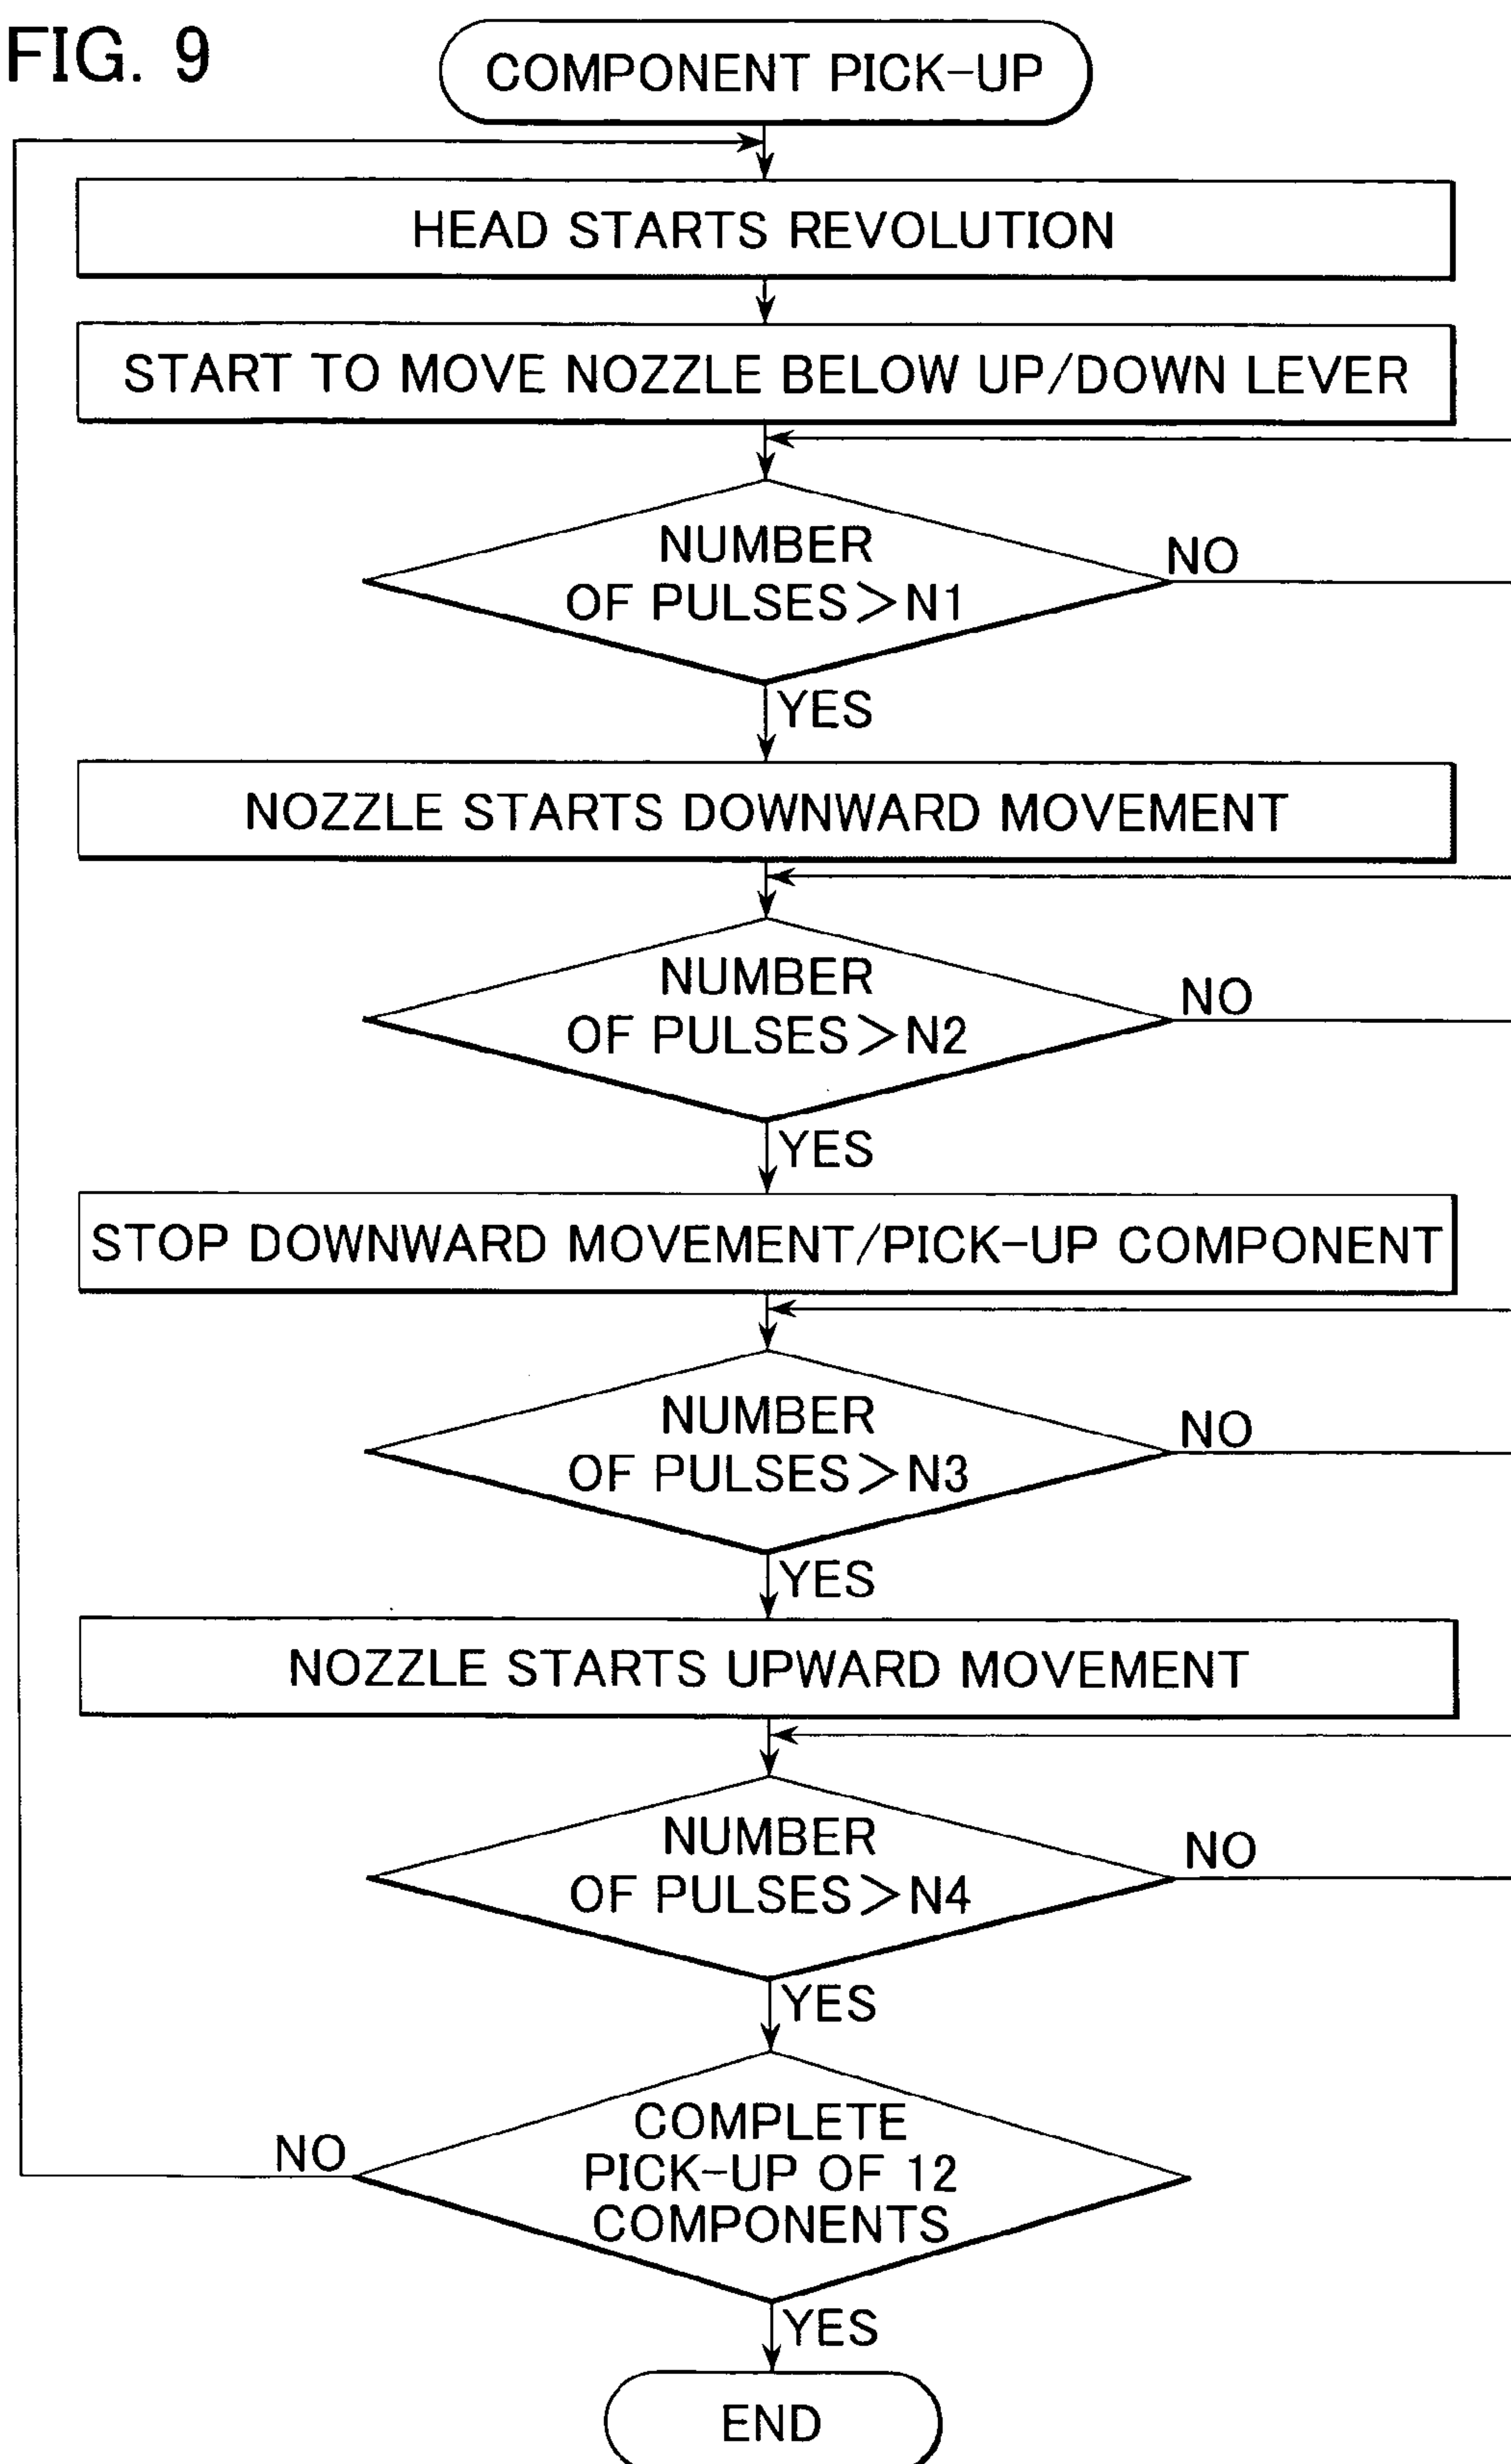 FIG. 9
COMPONENT PICK-UP
HEAD STARTS REVOLUTION
START TO MOVE NOZZLE BELOW UP/DOWN LEVER
NUMBER
OF PULSES>N1
NO
YES
NOZZLE STARTS DOWNWARD MOVEMENT
NUMBER
OF PULSES>N2
NO
YES
STOP DOWNWARD MOVEMENT/PICK-UP COMPONENT
NUMBER
OF PULSES>N3
NO
YES
NOZZLE STARTS UPWARD MOVEMENT
NUMBER
OF PULSES>N4
NO
YES
COMPLETE
PICK-UP OF 12
COMPONENTS
NO
YES
END